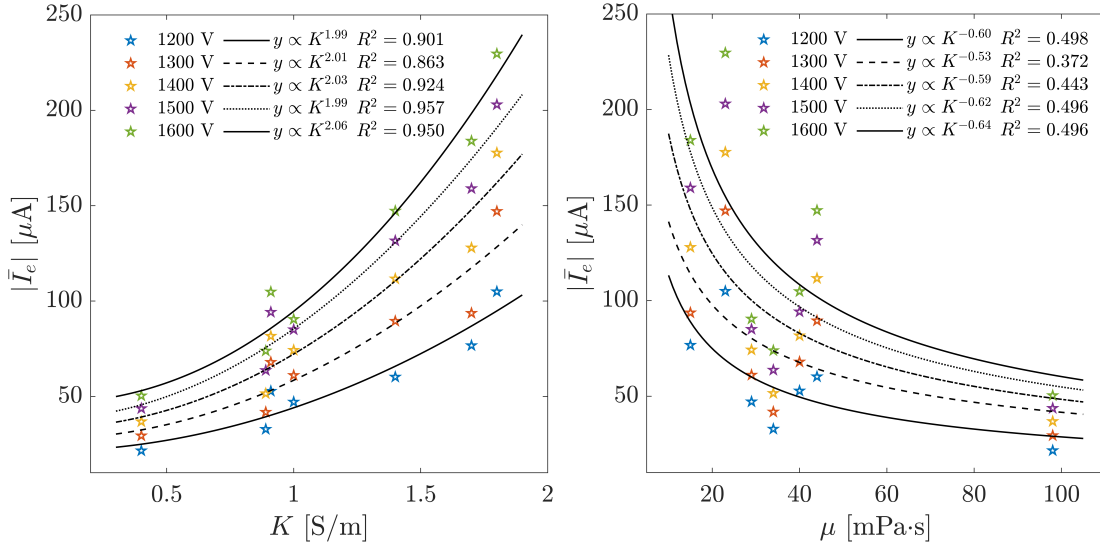 1200 V y ∝ K^1.99 R² = 0.901
1300 V y ∝ K^2.01 R² = 0.863
1400 V y ∝ K^2.03 R² = 0.924
1500 V y ∝ K^1.99 R² = 0.957
1600 V y ∝ K^2.06 R² = 0.950
250
200
150
100
50
|Ī_e| [μA]
0.5 1 1.5 2
K [S/m]
1200 V y ∝ K^−0.60 R² = 0.498
1300 V y ∝ K^−0.53 R² = 0.372
1400 V y ∝ K^−0.59 R² = 0.443
1500 V y ∝ K^−0.62 R² = 0.496
1600 V y ∝ K^−0.64 R² = 0.496
250
200
150
100
50
|Ī_e| [μA]
20 40 60 80 100
μ [mPa·s]